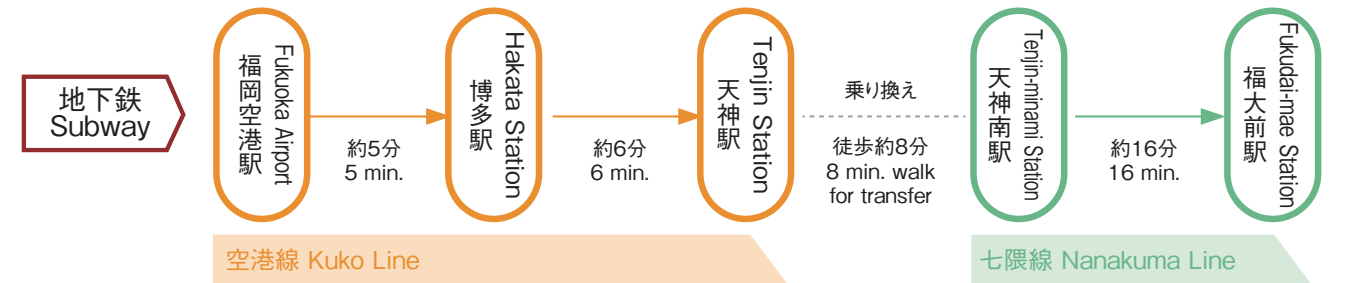 地下鉄
Subway
Fukuoka Airport
福岡空港駅
約5分
5 min.
Hakata Station
博多駅
約6分
6 min.
Tenjin Station
天神駅
乗り換え
徒歩約8分
8 min. walk
for transfer
Tenjin-minami Station
天神南駅
約16分
16 min.
Fukudai-mae Station
福大前駅
空港線 Kuko Line
七隈線 Nanakuma Line